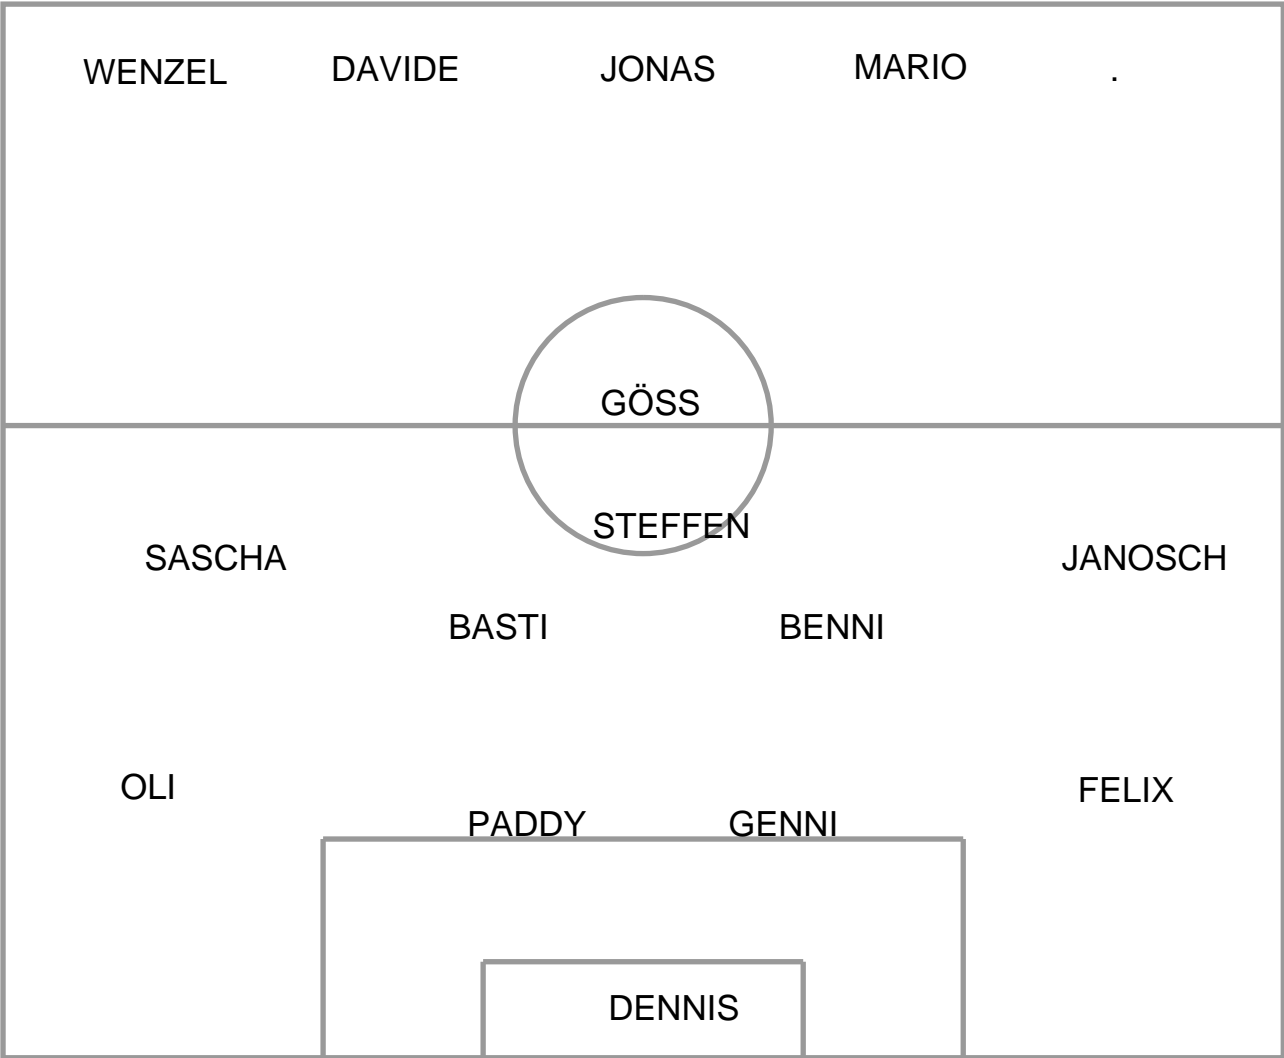 WENZEL DAVIDE JONAS MARIO .
GÖSS
STEFFEN
SASCHA JANOSCH
BASTI BENNI
OLI FELIX
PADDY GENNI
DENNIS